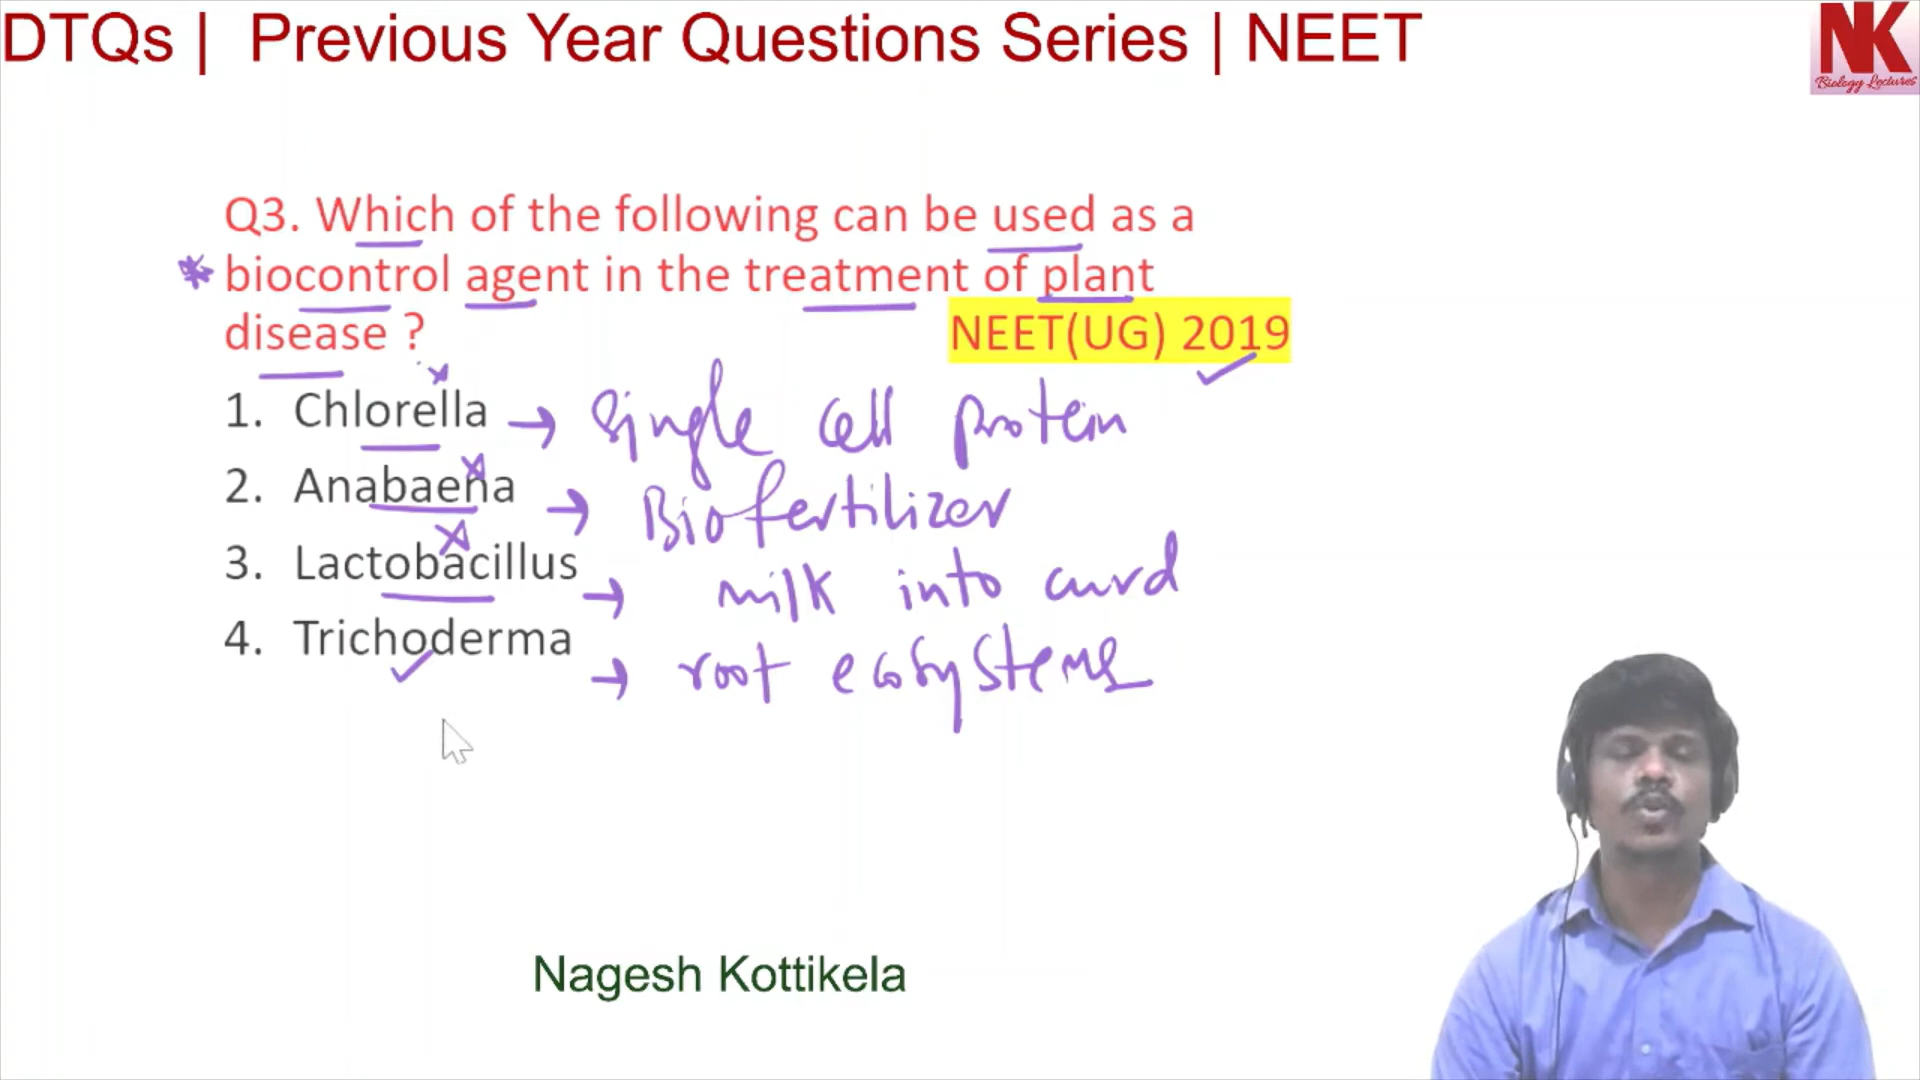 DTQs | Previous Year Questions Series | NEET
NK
Biology Lectures
Q3. Which of the following can be used as a
biocontrol agent in the treatment of plant
disease ?
NEET(UG) 2019
1. Chlorella → Single cell protein
2. Anabaena → Biofertilizer
3. Lactobacillus → milk into curd
4. Trichoderma → root ecosystems
Nagesh Kottikela